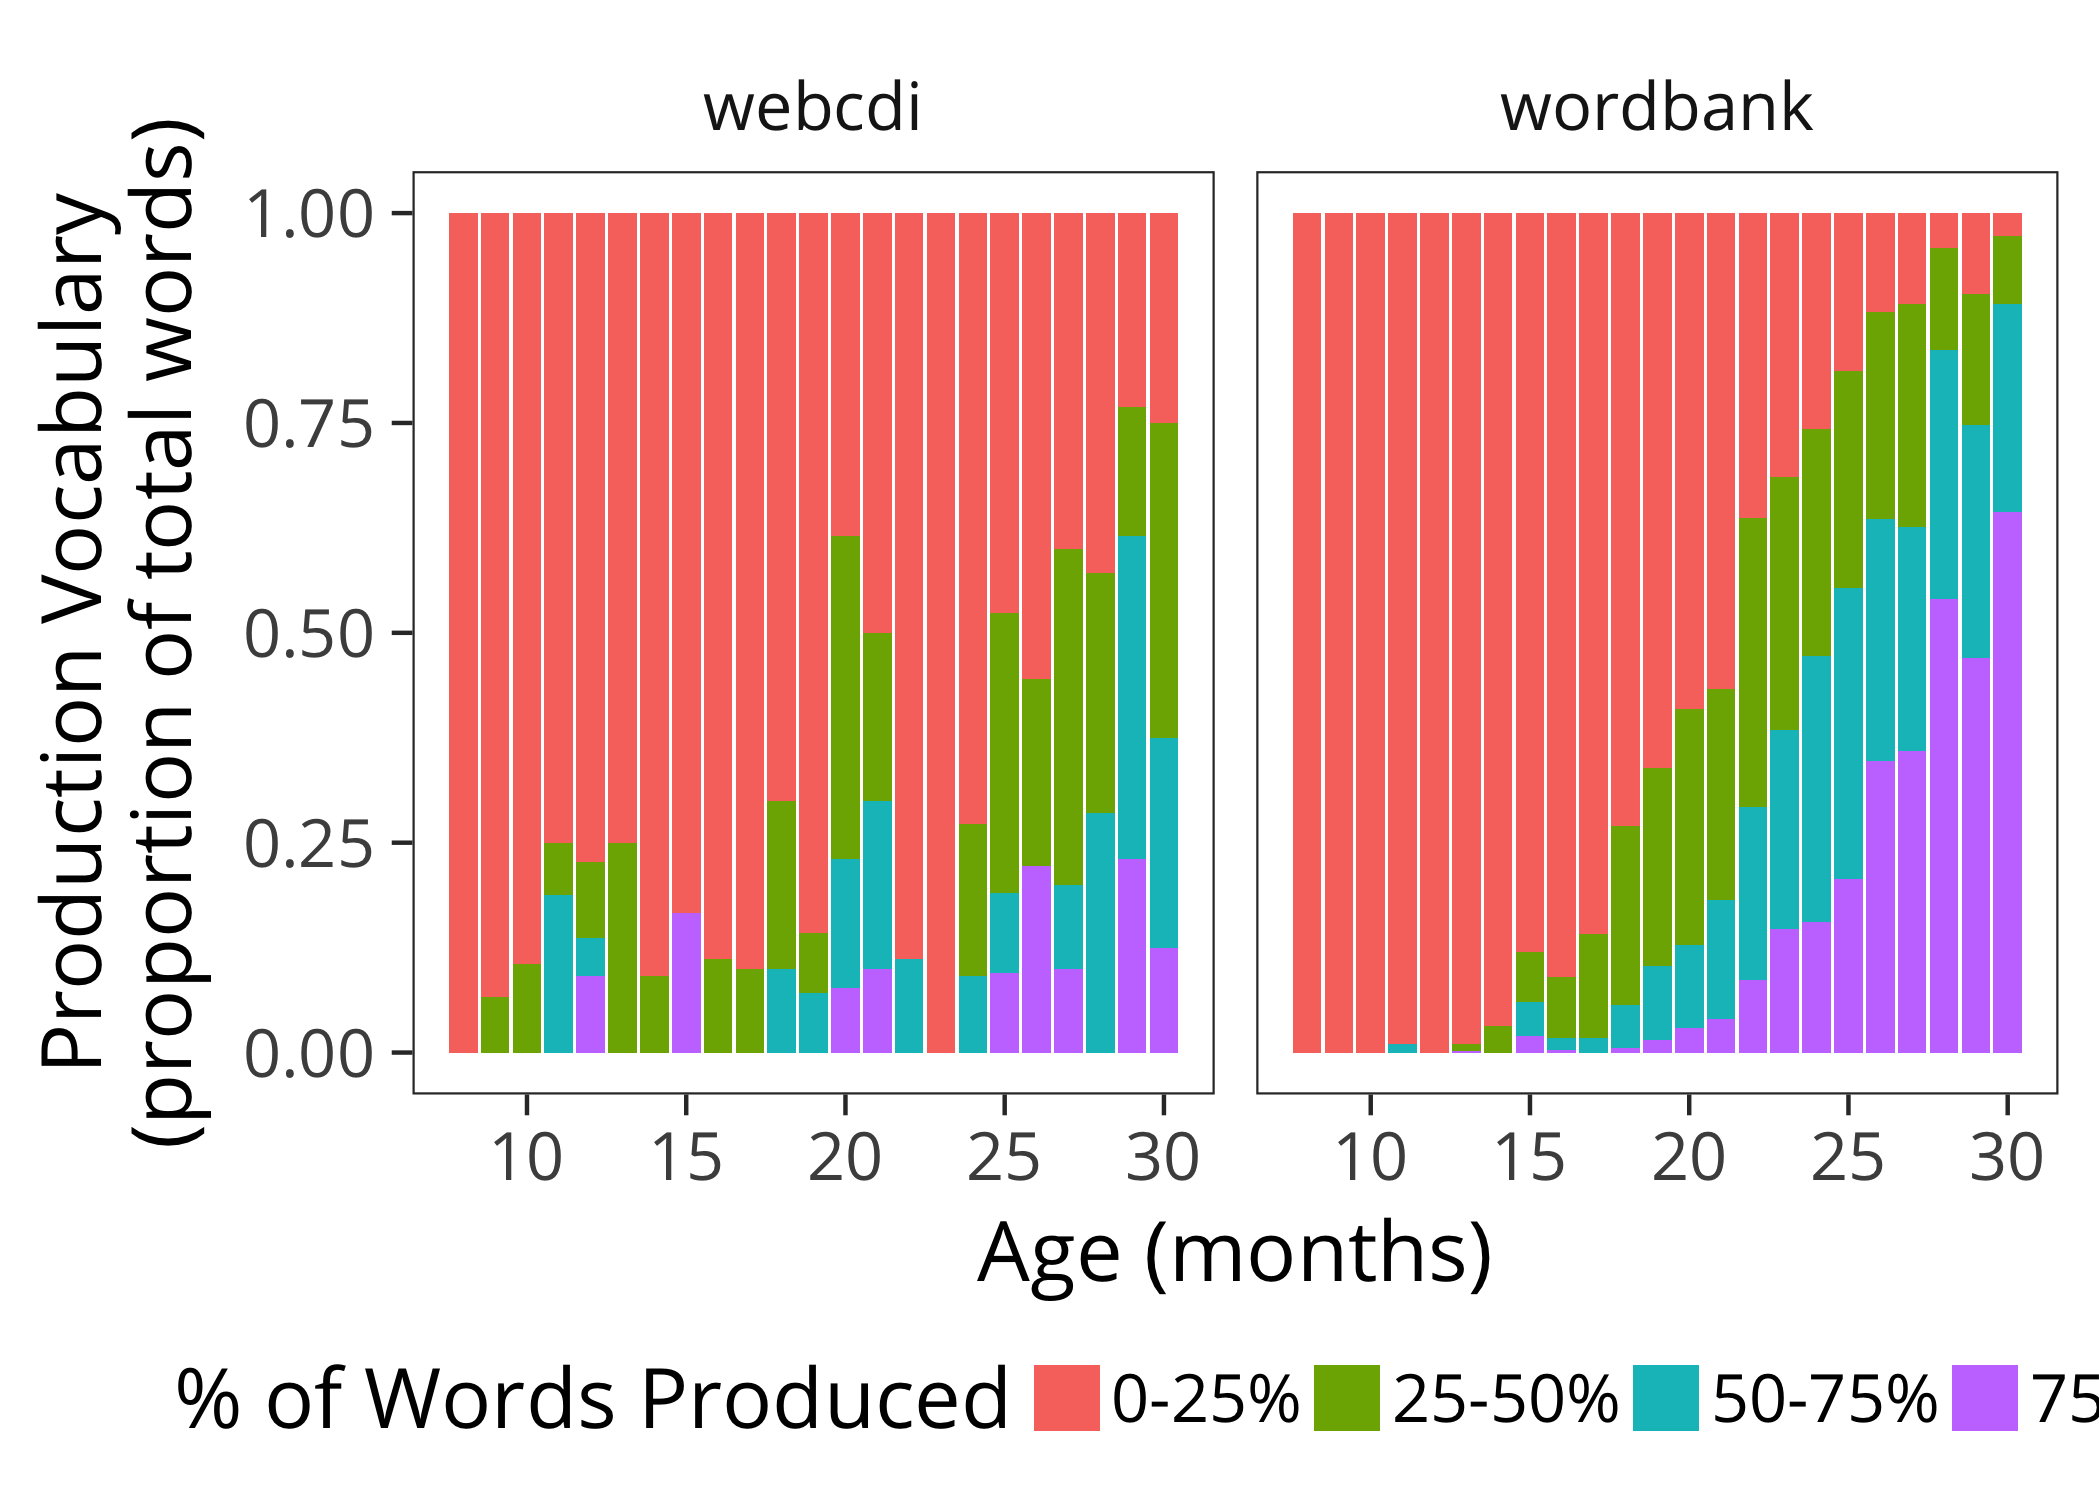 webcdi
wordbank
Production Vocabulary
(proportion of total words)
1.00
0.75
0.50
0.25
0.00
10 15 20 25 30
10 15 20 25 30
Age (months)
% of Words Produced 0-25% 25-50% 50-75% 75